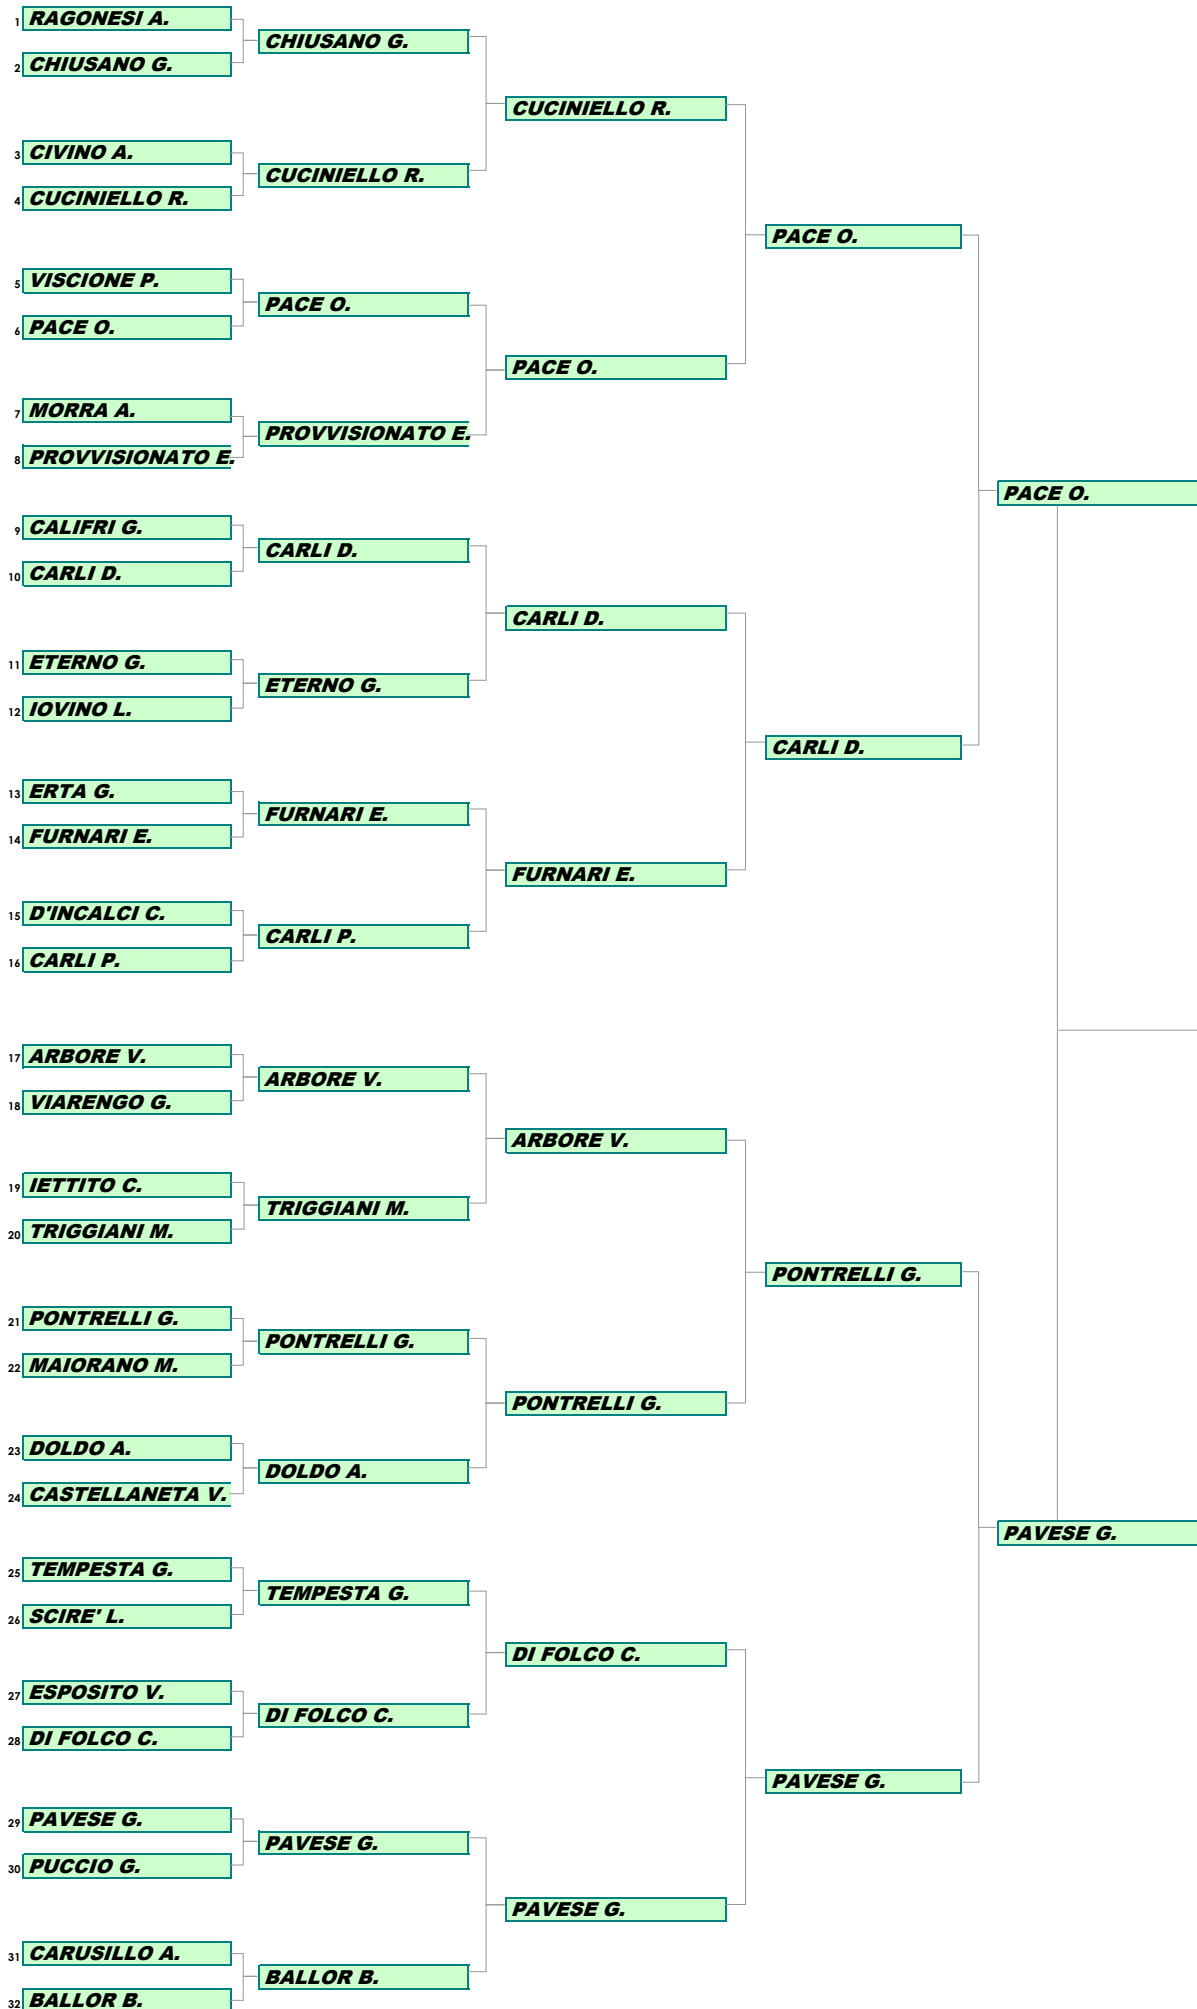 1 RAGONESI A.
CHIUSANO G.
2 CHIUSANO G.
CUCINIELLO R.
3 CIVINO A.
CUCINIELLO R.
4 CUCINIELLO R.
PACE O.
5 VISCIONE P.
PACE O.
6 PACE O.
PACE O.
7 MORRA A.
PROVVISIONATO E.
8 PROVVISIONATO E.
PACE O.
9 CALIFRI G.
CARLI D.
10 CARLI D.
CARLI D.
11 ETERNO G.
ETERNO G.
12 IOVINO L.
CARLI D.
13 ERTA G.
FURNARI E.
14 FURNARI E.
FURNARI E.
15 D'INCALCI C.
CARLI P.
16 CARLI P.
17 ARBORE V.
ARBORE V.
18 VIARENGO G.
ARBORE V.
19 IETTITO C.
TRIGGIANI M.
20 TRIGGIANI M.
PONTRELLI G.
21 PONTRELLI G.
PONTRELLI G.
22 MAIORANO M.
PONTRELLI G.
23 DOLDO A.
DOLDO A.
24 CASTELLANETA V.
PAVESE G.
25 TEMPESTA G.
TEMPESTA G.
26 SCIRE' L.
DI FOLCO C.
27 ESPOSITO V.
DI FOLCO C.
28 DI FOLCO C.
PAVESE G.
29 PAVESE G.
PAVESE G.
30 PUCCIO G.
PAVESE G.
31 CARUSILLO A.
BALLOR B.
32 BALLOR B.